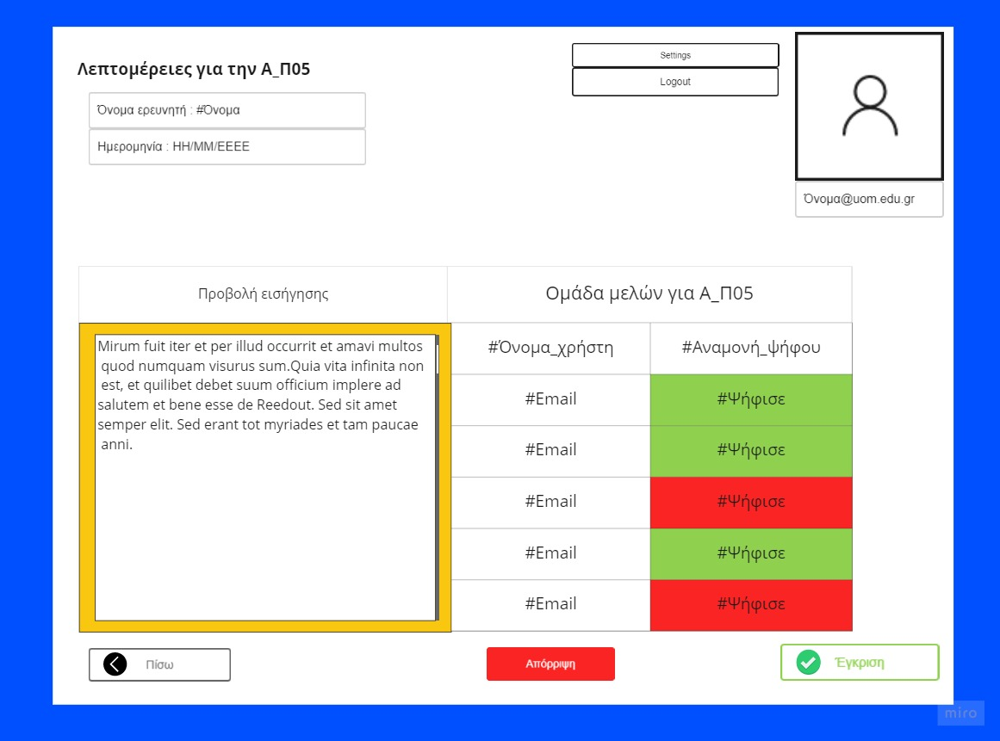 Λεπτομέρειες για την Α_Π05
Όνομα ερευνητή : #Όνομα
Ημερομηνία : ΗΗ/ΜΜ/ΕΕΕΕ
Settings
Logout
Όνομα@uom.edu.gr
Προβολή εισήγησης
Ομάδα μελών για Α_Π05
Mirum fuit iter et per illud occurrit et amavi multos
quod numquam visurus sum.Quia vita infinita non
est, et quilibet debet suum officium implere ad
salutem et bene esse de Reedout. Sed sit amet
semper elit. Sed erant tot myriades et tam paucae
anni.
#Όνομα_χρήστη #Αναμονή_ψήφου
#Email #Ψήφισε
#Email #Ψήφισε
#Email #Ψήφισε
#Email #Ψήφισε
#Email #Ψήφισε
Πίσω
Απόρριψη
Έγκριση
miro